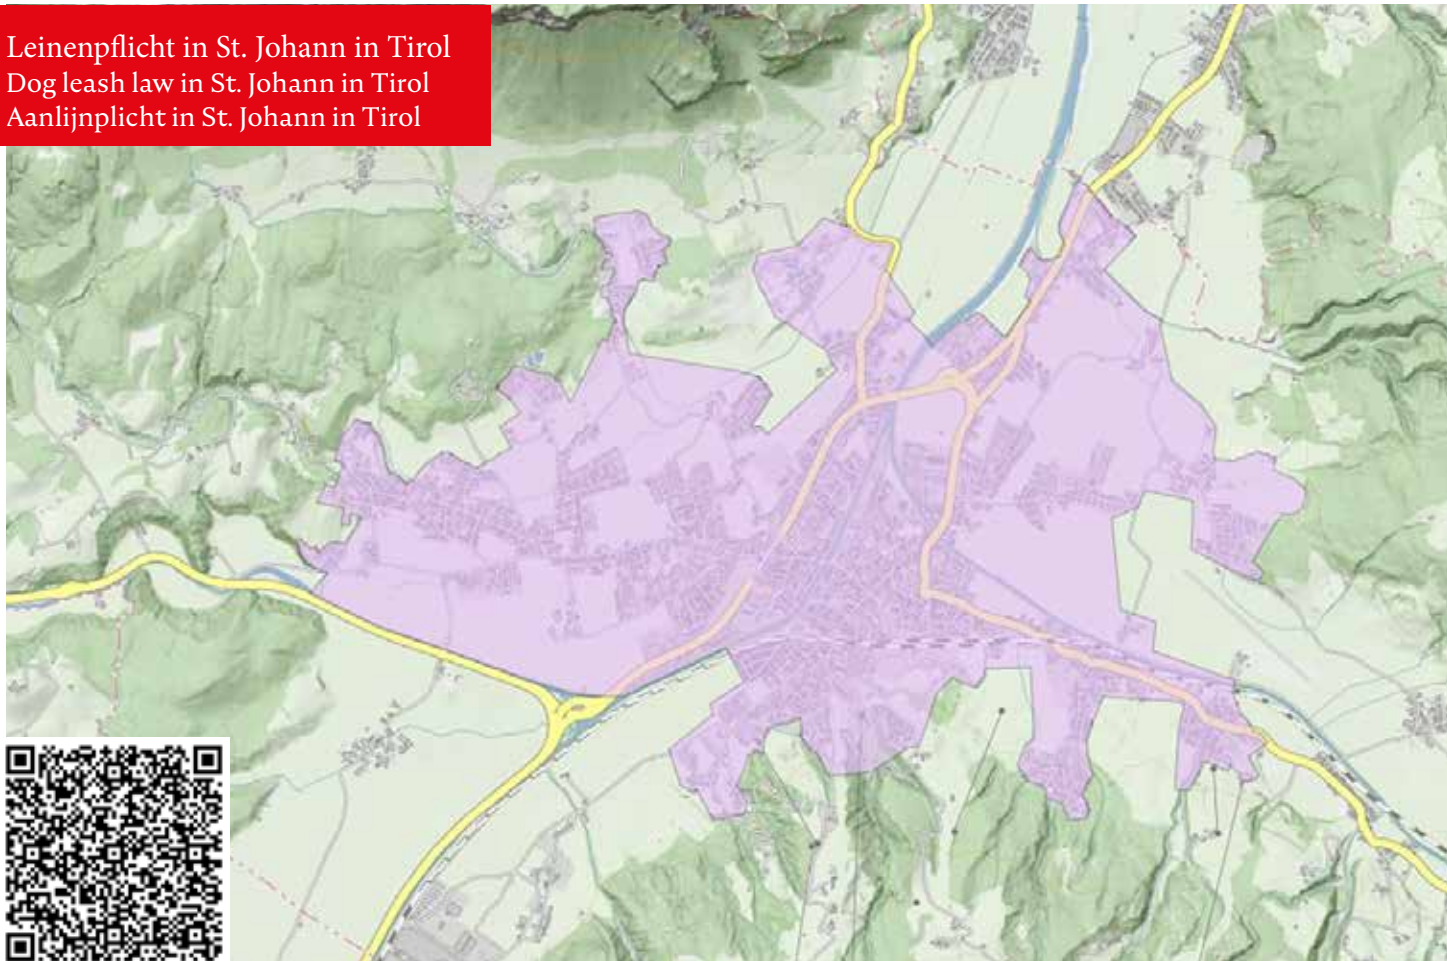 Leinenpflicht in St. Johann in Tirol
Dog leash law in St. Johann in Tirol
Aanlijnplicht in St. Johann in Tirol